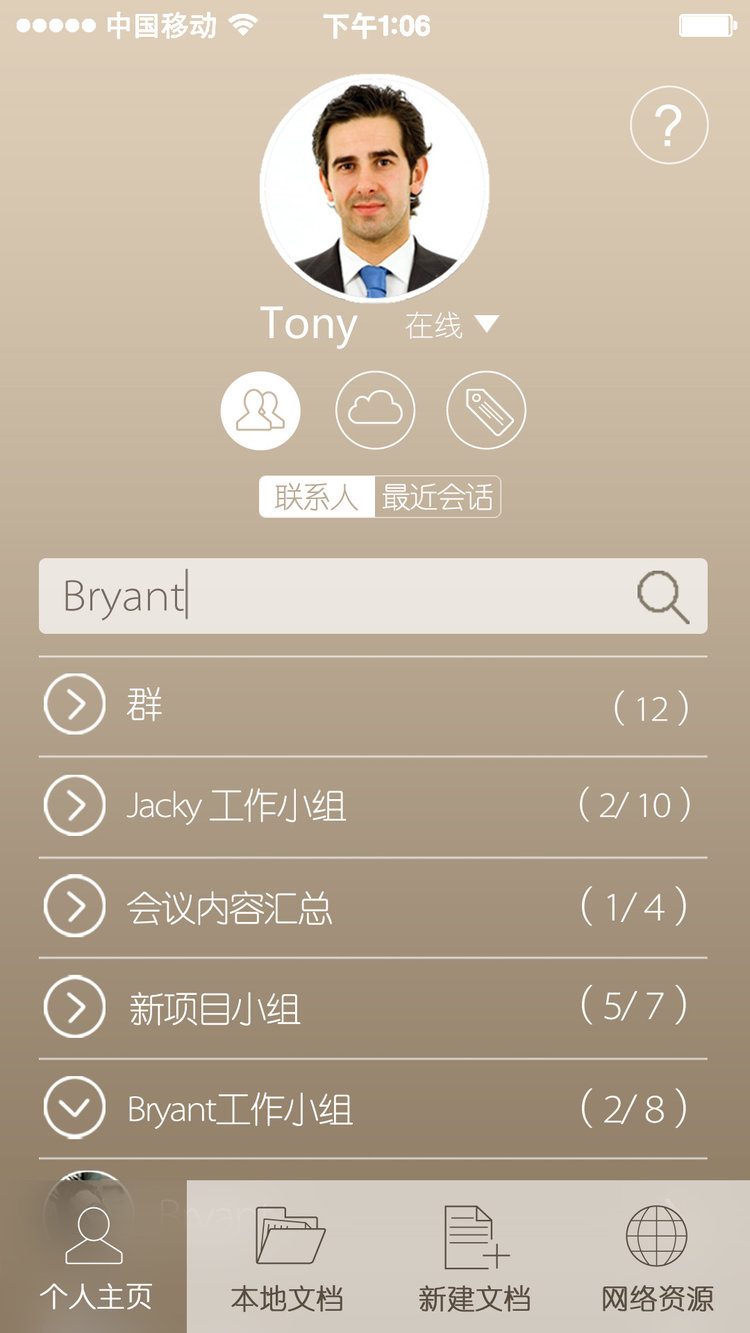 中国移动 下午1:06
?
Tony 在线
联系人 最近会话
Bryant
群 ( 12 )
Jacky 工作小组 ( 2/ 10 )
会议内容汇总 ( 1/ 4 )
新项目小组 ( 5/ 7 )
Bryant工作小组 ( 2/ 8 )
Bryant
个人主页 本地文档 新建文档 网络资源